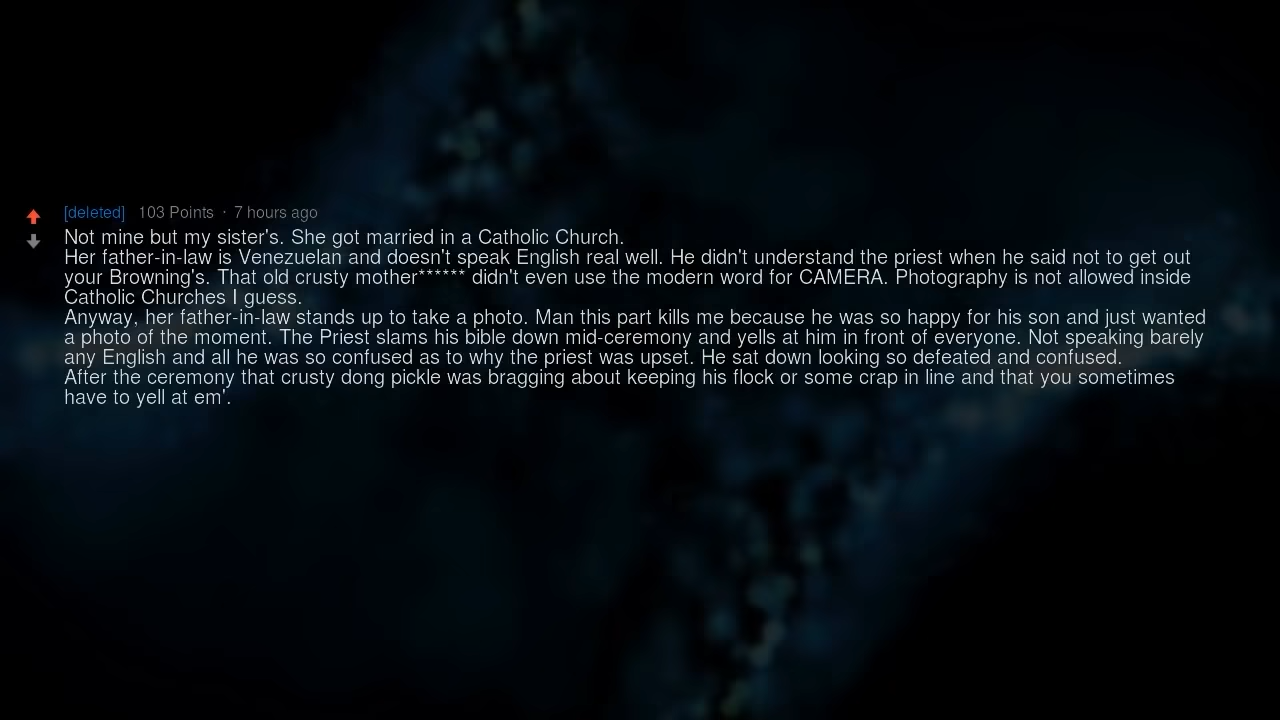 [deleted] 103 Points · 7 hours ago
Not mine but my sister's. She got married in a Catholic Church.
Her father-in-law is Venezuelan and doesn't speak English real well. He didn't understand the priest when he said not to get out
your Browning's. That old crusty mother****** didn't even use the modern word for CAMERA. Photography is not allowed inside
Catholic Churches I guess.
Anyway, her father-in-law stands up to take a photo. Man this part kills me because he was so happy for his son and just wanted
a photo of the moment. The Priest slams his bible down mid-ceremony and yells at him in front of everyone. Not speaking barely
any English and all he was so confused as to why the priest was upset. He sat down looking so defeated and confused.
After the ceremony that crusty dong pickle was bragging about keeping his flock or some crap in line and that you sometimes
have to yell at em'.